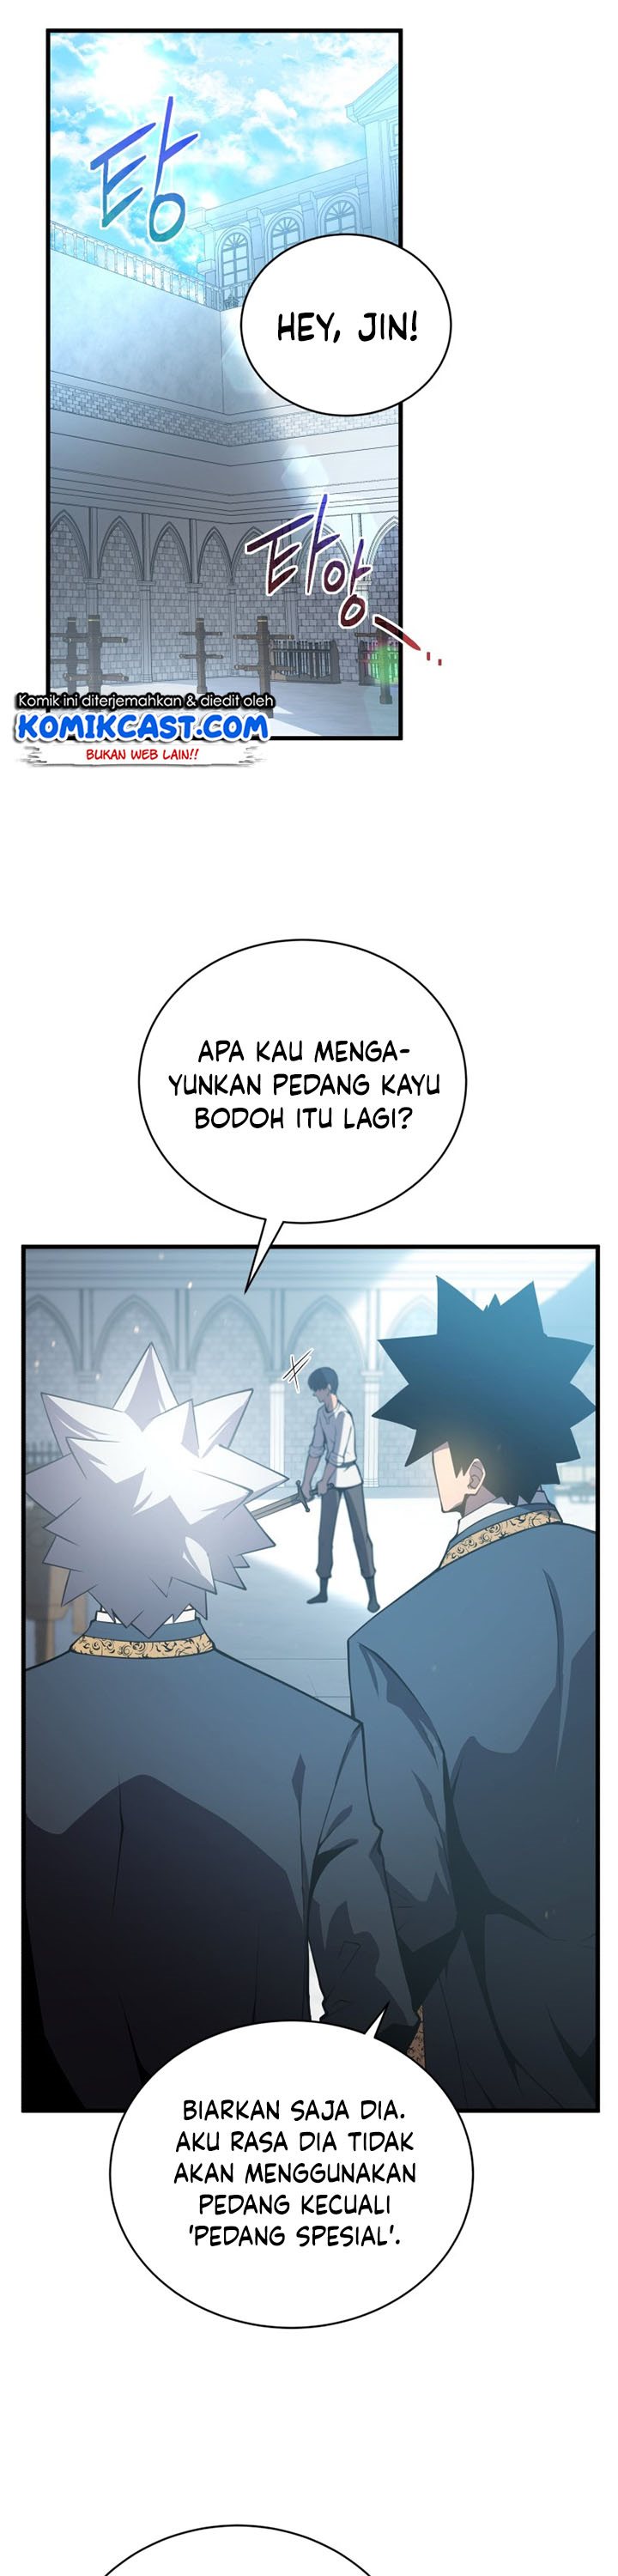 탕
HEY, JIN!
타앙
Komik ini diterjemahkan & diedit oleh
KOMIKCAST.COM
BUKAN WEB LAIN!!
APA KAU MENGA-
YUNKAN PEDANG KAYU
BODOH ITU LAGI?
BIARKAN SAJA DIA.
AKU RASA DIA TIDAK
AKAN MENGGUNAKAN
PEDANG KECUALI
'PEDANG SPESIAL'.